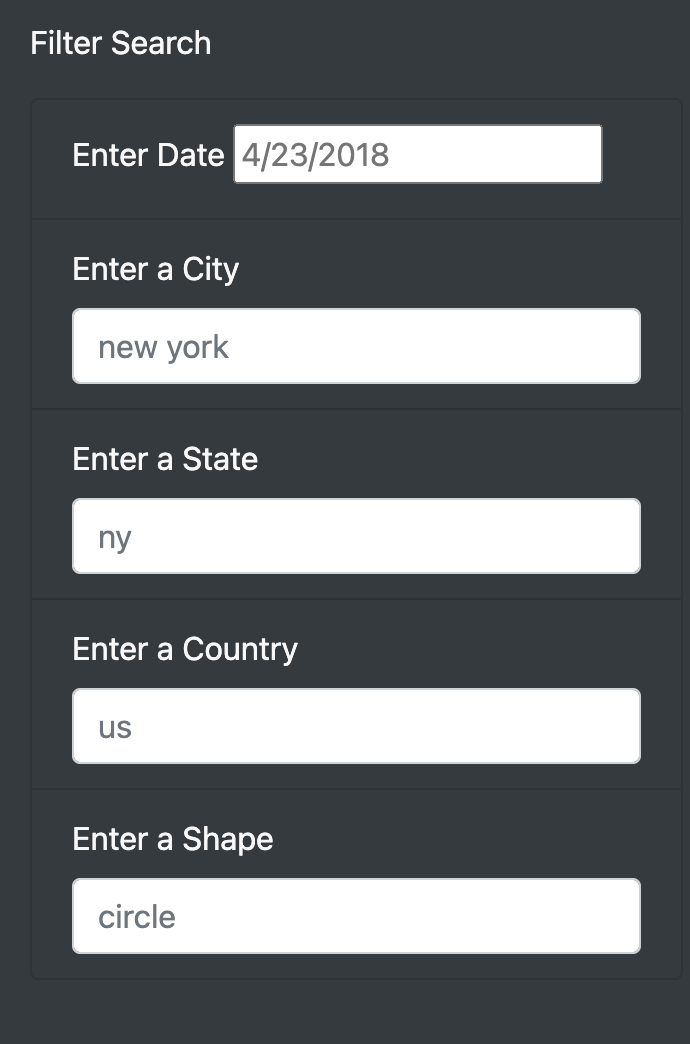 Filter Search
Enter Date 4/23/2018
Enter a City
new york
Enter a State
ny
Enter a Country
us
Enter a Shape
circle